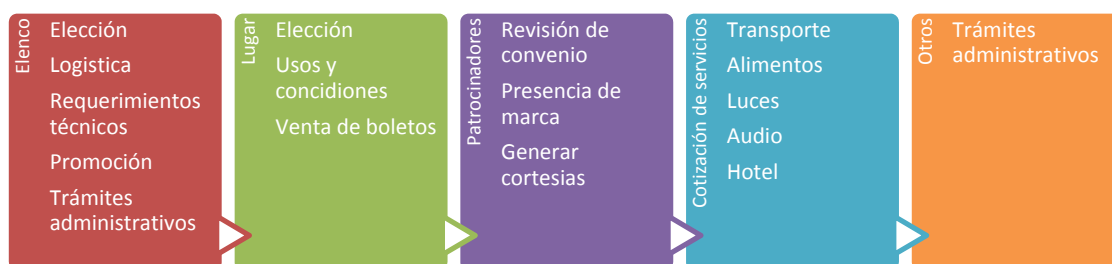 Elenco
Elección
Logistica
Requerimientos
técnicos
Promoción
Trámites
administrativos
Lugar
Elección
Usos y
concidiones
Venta de boletos
Patrocinadores
Revisión de
convenio
Presencia de
marca
Generar
cortesias
Cotización de servicios
Transporte
Alimentos
Luces
Audio
Hotel
Otros
Trámites
administrativos